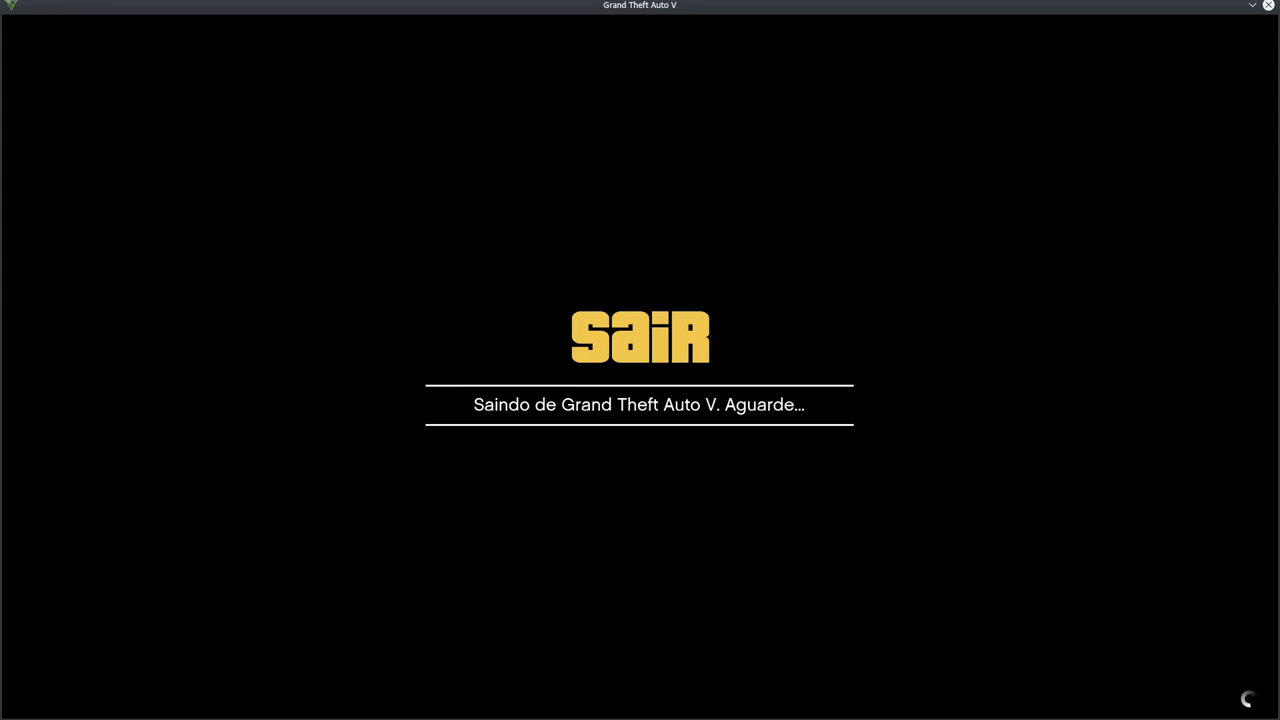 Grand Theft Auto V
saiR
Saindo de Grand Theft Auto V. Aguarde...